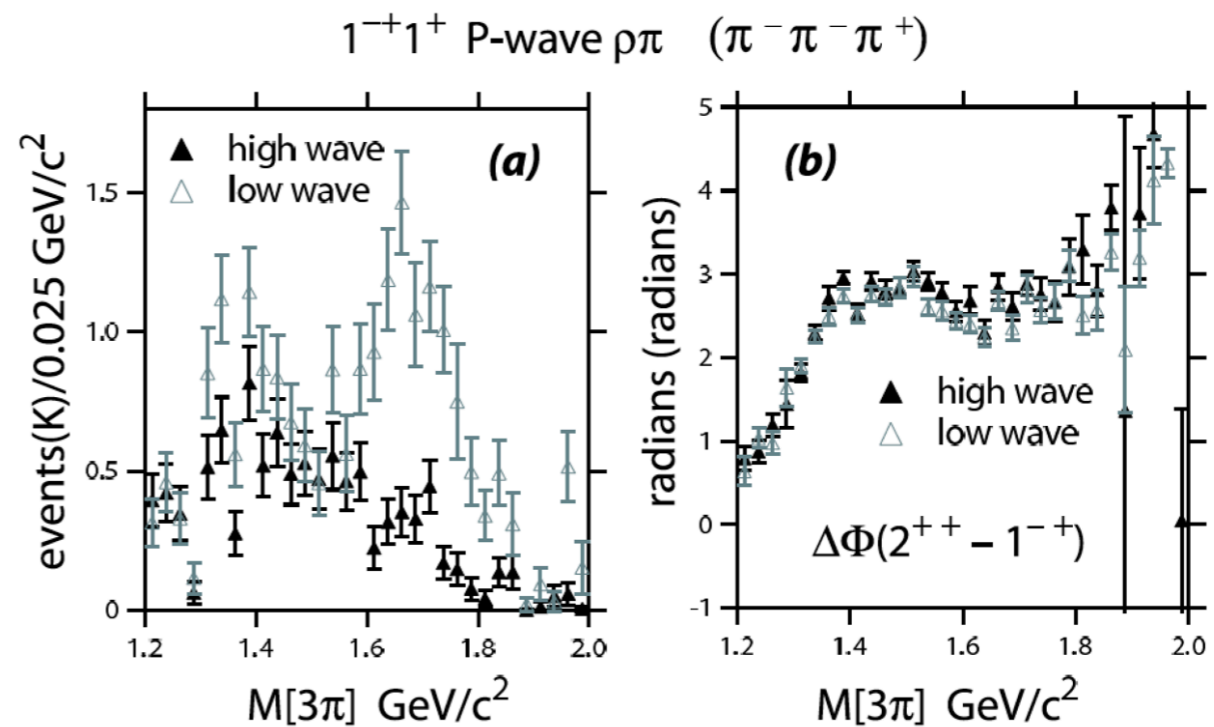 1⁻⁺1⁺ P-wave ρπ (π⁻π⁻π⁺)
events(K)/0.025 GeV/c²
1.5
1.0
0.5
0
high wave
low wave
(a)
1.2 1.4 1.6 1.8 2.0
M[3π] GeV/c²
radians (radians)
5
4
3
2
1
0
-1
(b)
high wave
low wave
ΔΦ(2⁺⁺ – 1⁻⁺)
1.2 1.4 1.6 1.8 2.0
M[3π] GeV/c²